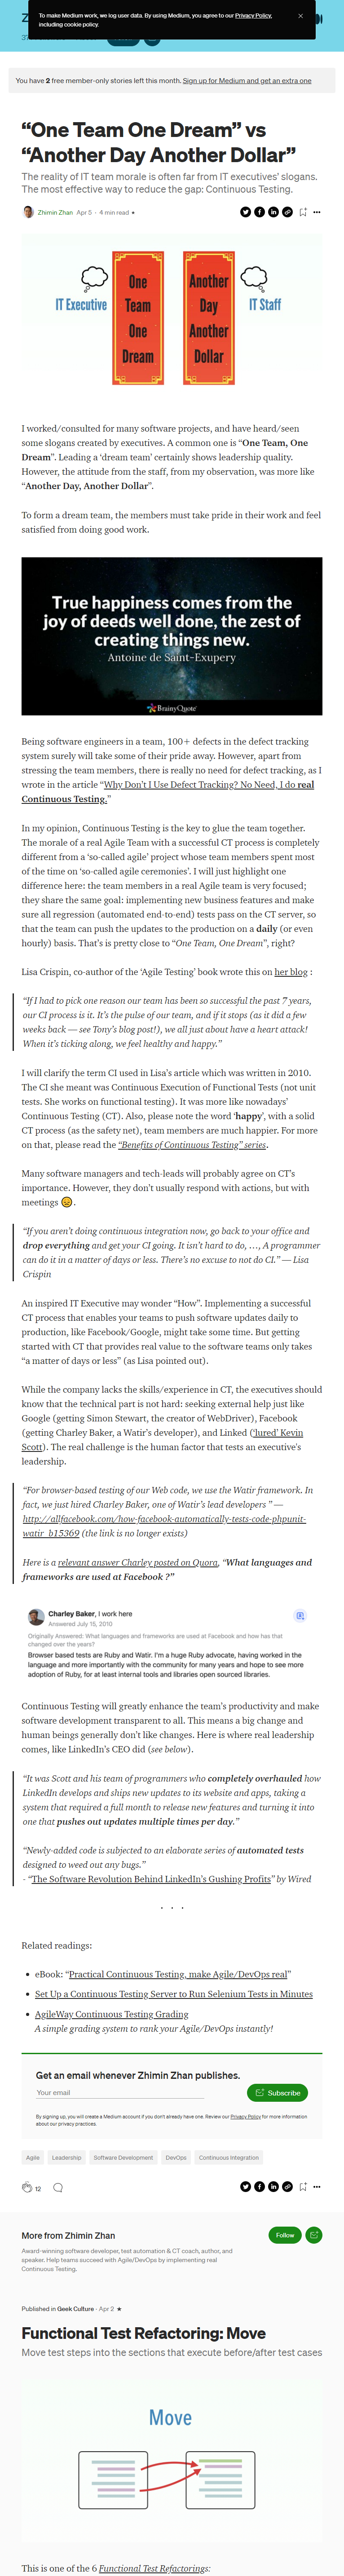 To make Medium work, we log user data. By using Medium, you agree to our Privacy Policy,
including cookie policy.
You have 2 free member-only stories left this month. Sign up for Medium and get an extra one
“One Team One Dream” vs
“Another Day Another Dollar”
The reality of IT team morale is often far from IT executives' slogans.
The most effective way to reduce the gap: Continuous Testing.
Zhimin Zhan Apr 5 · 4 min read
IT Executive
One
Team
One
Dream
Another
Day
Another
Dollar
IT Staff
I worked/consulted for many software projects, and have heard/seen
some slogans created by executives. A common one is “One Team, One
Dream”. Leading a ‘dream team’ certainly shows leadership quality.
However, the attitude from the staff, from my observation, was more like
“Another Day, Another Dollar”.
To form a dream team, the members must take pride in their work and feel
satisfied from doing good work.
True happiness comes from the
joy of deeds well done, the zest of
creating things new.
Antoine de Saint-Exupery
BrainyQuote
Being software engineers in a team, 100+ defects in the defect tracking
system surely will take some of their pride away. However, apart from
stressing the team members, there is really no need for defect tracking, as I
wrote in the article “Why Don't I Use Defect Tracking? No Need, I do real
Continuous Testing.”
In my opinion, Continuous Testing is the key to glue the team together.
The morale of a real Agile Team with a successful CT process is completely
different from a ‘so-called agile’ project whose team members spent most
of the time on ‘so-called agile ceremonies’. I will just highlight one
difference here: the team members in a real Agile team is very focused;
they share the same goal: implementing new business features and make
sure all regression (automated end-to-end) tests pass on the CT server, so
that the team can push the updates to the production on a daily (or even
hourly) basis. That's is pretty close to “One Team, One Dream”, right?
Lisa Crispin, co-author of the ‘Agile Testing’ book wrote this on her blog :
“If I had to pick one reason our team has been so successful the past 7 years,
our CI process is it. It's the pulse of our team, and if it stops (as it did a few
weeks back — see Tony's blog post!), we all just about have a heart attack!
When it's ticking along, we feel healthy and happy.”
I will clarify the term CI used in Lisa's article which was written in 2010.
The CI she meant was Continuous Execution of Functional Tests (not unit
tests. She works on functional testing). It was more like nowadays’
Continuous Testing (CT). Also, please note the word ‘happy’, with a solid
CT process (as the safety net), team members are much happier. For more
on that, please read the “Benefits of Continuous Testing” series.
Many software managers and tech-leads will probably agree on CT's
importance. However, they don't usually respond with actions, but with
meetings 😞.
“If you aren't doing continuous integration now, go back to your office and
drop everything and get your CI going. It isn't hard to do, …, A programmer
can do it in a matter of days or less. There's no excuse to not do CI.” — Lisa
Crispin
An inspired IT Executive may wonder “How”. Implementing a successful
CT process that enables your teams to push software updates daily to
production, like Facebook/Google, might take some time. But getting
started with CT that provides real value to the software teams only takes
“a matter of days or less” (as Lisa pointed out).
While the company lacks the skills/experience in CT, the executives should
know that the technical part is not hard: seeking external help just like
Google (getting Simon Stewart, the creator of WebDriver), Facebook
(getting Charley Baker, a Watir's developer), and Linked (‘lured’ Kevin
Scott). The real challenge is the human factor that tests an executive's
leadership.
“For browser-based testing of our Web code, we use the Watir framework. In
fact, we just hired Charley Baker, one of Watir's lead developers ” —
http://allfacebook.com/how-facebook-automatically-tests-code-phpunit-
watir_b15369 (the link is no longer exists)
Here is a relevant answer Charley posted on Quora, “What languages and
frameworks are used at Facebook ?”
Charley Baker, I work here
Answered July 15, 2010
Originally Answered: What languages and frameworks are used at Facebook and how has that
changed over the years?
Browser based tests are Ruby and Watir. I'm a huge Ruby advocate, having worked in the
language and more importantly with the community for many years and hope to see more
adoption of Ruby, for at least internal tools and libraries open sourced libraries.
Continuous Testing will greatly enhance the team's productivity and make
software development transparent to all. This means a big change and
human beings generally don't like changes. Here is where real leadership
comes, like LinkedIn's CEO did (see below).
“It was Scott and his team of programmers who completely overhauled how
LinkedIn develops and ships new updates to its website and apps, taking a
system that required a full month to release new features and turning it into
one that pushes out updates multiple times per day.”
“Newly-added code is subjected to an elaborate series of automated tests
designed to weed out any bugs.”
- “The Software Revolution Behind LinkedIn's Gushing Profits” by Wired
· · ·
Related readings:
• eBook: “Practical Continuous Testing, make Agile/DevOps real”
• Set Up a Continuous Testing Server to Run Selenium Tests in Minutes
• AgileWay Continuous Testing Grading
A simple grading system to rank your Agile/DevOps instantly!
Get an email whenever Zhimin Zhan publishes.
Your email
Subscribe
By signing up, you will create a Medium account if you don't already have one. Review our Privacy Policy for more information
about our privacy practices.
Agile Leadership Software Development DevOps Continuous Integration
12
More from Zhimin Zhan
Follow
Award-winning software developer, test automation & CT coach, author, and
speaker. Help teams succeed with Agile/DevOps by implementing real
Continuous Testing.
Published in Geek Culture · Apr 2 ★
Functional Test Refactoring: Move
Move test steps into the sections that execute before/after test cases
Move
This is one of the 6 Functional Test Refactorings: